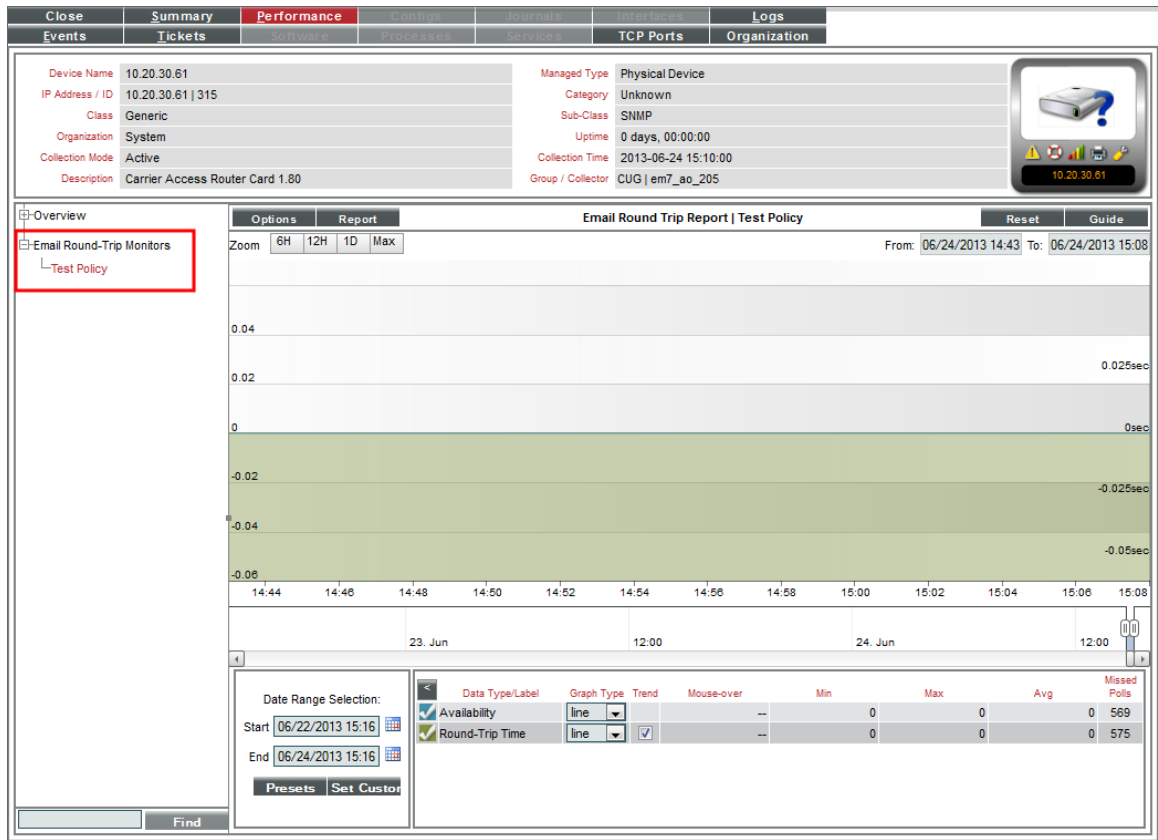 Close Summary Performance Configs Journals Interfaces Logs
Events Tickets Software Processes Services TCP Ports Organization
Device Name 10.20.30.61 Managed Type Physical Device
IP Address / ID 10.20.30.61 | 315 Category Unknown
Class Generic Sub-Class SNMP
Organization System Uptime 0 days, 00:00:00
Collection Mode Active Collection Time 2013-06-24 15:10:00
Description Carrier Access Router Card 1.80 Group / Collector CUG | em7_ao_205
10.20.30.61
Overview
Email Round-Trip Monitors
Test Policy
Options Report Email Round Trip Report | Test Policy Reset Guide
Zoom 6H 12H 1D Max From: 06/24/2013 14:43 To: 06/24/2013 15:08
0.04
0.025sec
0.02
0 0sec
-0.02
-0.025sec
-0.04
-0.05sec
-0.06
14:44 14:46 14:48 14:50 14:52 14:54 14:56 14:58 15:00 15:02 15:04 15:06 15:08
23. Jun 12:00 24. Jun 12:00
Date Range Selection:
Start 06/22/2013 15:16
End 06/24/2013 15:16
Presets Set Custor
< Data Type/Label Graph Type Trend Mouse-over Min Max Avg Missed Polls
Availability line -- 0 0 0 569
Round-Trip Time line -- 0 0 0 575
Find